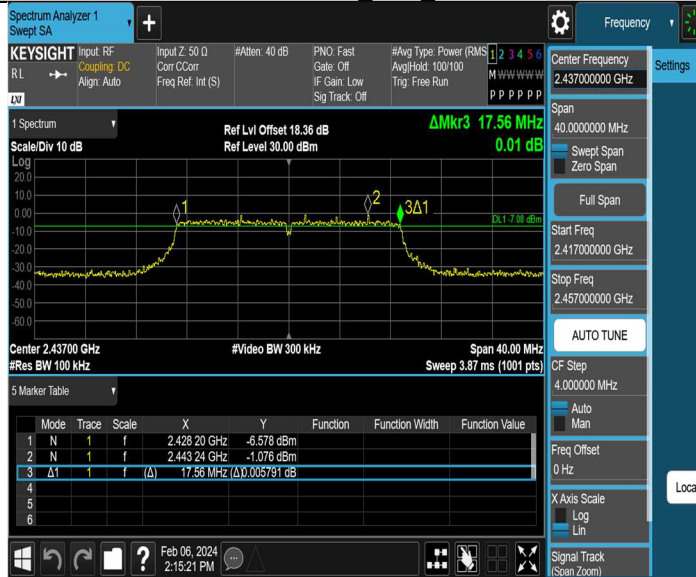 Spectrum Analyzer 1
Swept SA
+
Frequency
KEYSIGHT
RL
LXI
Input: RF
Coupling: DC
Align: Auto
Input Z: 50 Ω
Corr CCorr
Freq Ref: Int (S)
#Atten: 40 dB
PNO: Fast
Gate: Off
IF Gain: Low
Sig Track: Off
#Avg Type: Power (RMS
Avg|Hold: 100/100
Trig: Free Run
1 2 3 4 5 6
M W W W W W
P P P P P P
1 Spectrum
Scale/Div 10 dB
Ref Lvl Offset 18.36 dB
Ref Level 30.00 dBm
ΔMkr3 17.56 MHz
0.01 dB
Log
20.0
10.0
0.00
-10.0
-20.0
-30.0
-40.0
-50.0
-60.0
1
2
3Δ1
DL1 -7.08 dBm
Center 2.43700 GHz
#Res BW 100 kHz
#Video BW 300 kHz
Span 40.00 MHz
Sweep 3.87 ms (1001 pts)
5 Marker Table
Mode Trace Scale X Y Function Function Width Function Value
1 N 1 f 2.428 20 GHz -6.578 dBm
2 N 1 f 2.443 24 GHz -1.076 dBm
3 Δ1 1 f (Δ) 17.56 MHz (Δ)0.005791 dB
4
5
6
?
Feb 06, 2024
2:15:21 PM
Center Frequency
2.437000000 GHz
Span
40.0000000 MHz
Swept Span
Zero Span
Full Span
Start Freq
2.417000000 GHz
Stop Freq
2.457000000 GHz
AUTO TUNE
CF Step
4.000000 MHz
Auto
Man
Freq Offset
0 Hz
X Axis Scale
Log
Lin
Signal Track
(Span Zoom)
Settings
Loca